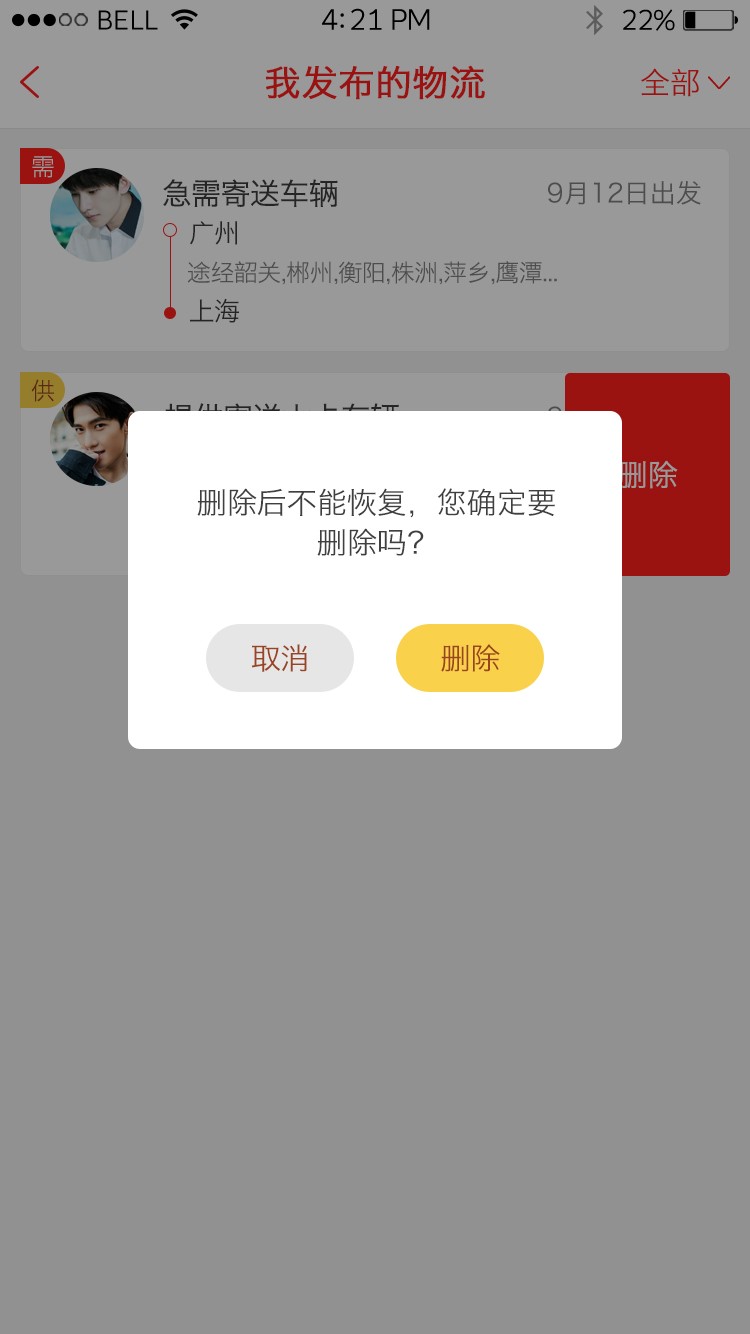 BELL 4:21 PM 22%
我发布的物流 全部
需
急需寄送车辆 9月12日出发
广州
途经韶关,郴州,衡阳,株洲,萍乡,鹰潭...
上海
供
删除
删除后不能恢复，您确定要
删除吗?
取消 删除